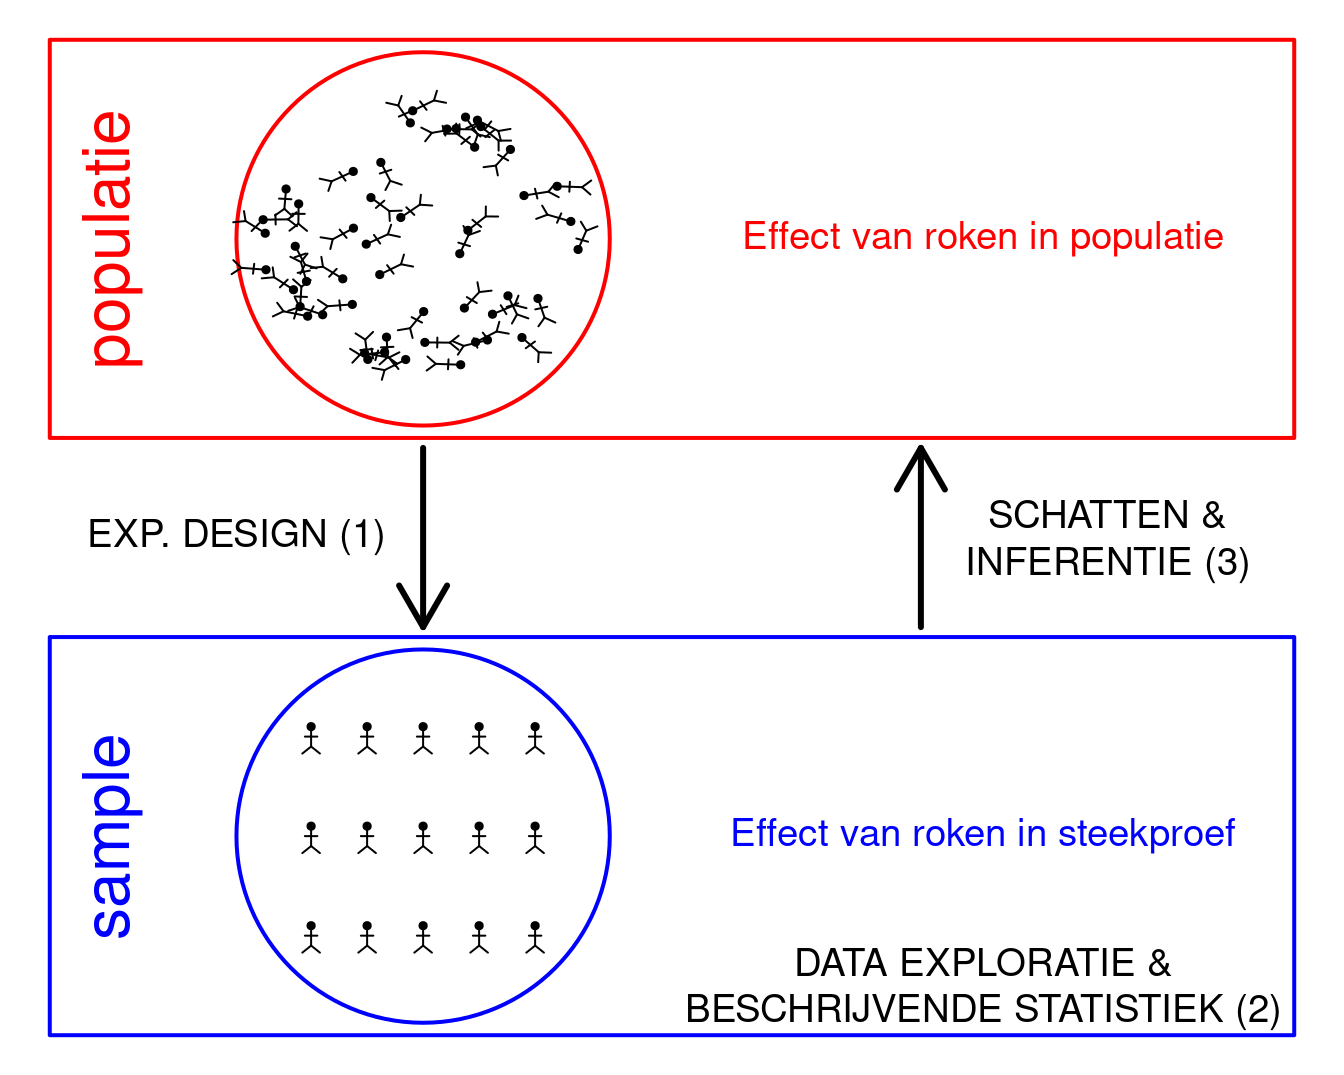 populatie
Effect van roken in populatie
EXP. DESIGN (1)
SCHATTEN &
INFERENTIE (3)
sample
Effect van roken in steekproef
DATA EXPLORATIE &
BESCHRIJVENDE STATISTIEK (2)